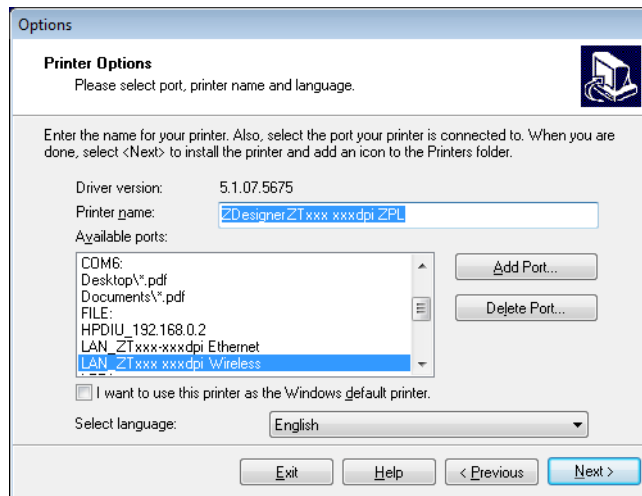 Options
Printer Options
Please select port, printer name and language.
Enter the name for your printer. Also, select the port your printer is connected to. When you are
done, select <Next> to install the printer and add an icon to the Printers folder.
Driver version: 5.1.07.5675
Printer name: ZDesignerZTxxx xxxdpi ZPL
Available ports:
COM6:
Desktop\*.pdf
Documents\*.pdf
FILE:
HPDIU_192.168.0.2
LAN_ZTxxx-xxxdpi Ethernet
LAN_ZTxxx xxxdpi Wireless
Add Port...
Delete Port...
I want to use this printer as the Windows default printer.
Select language: English
Exit Help < Previous Next >